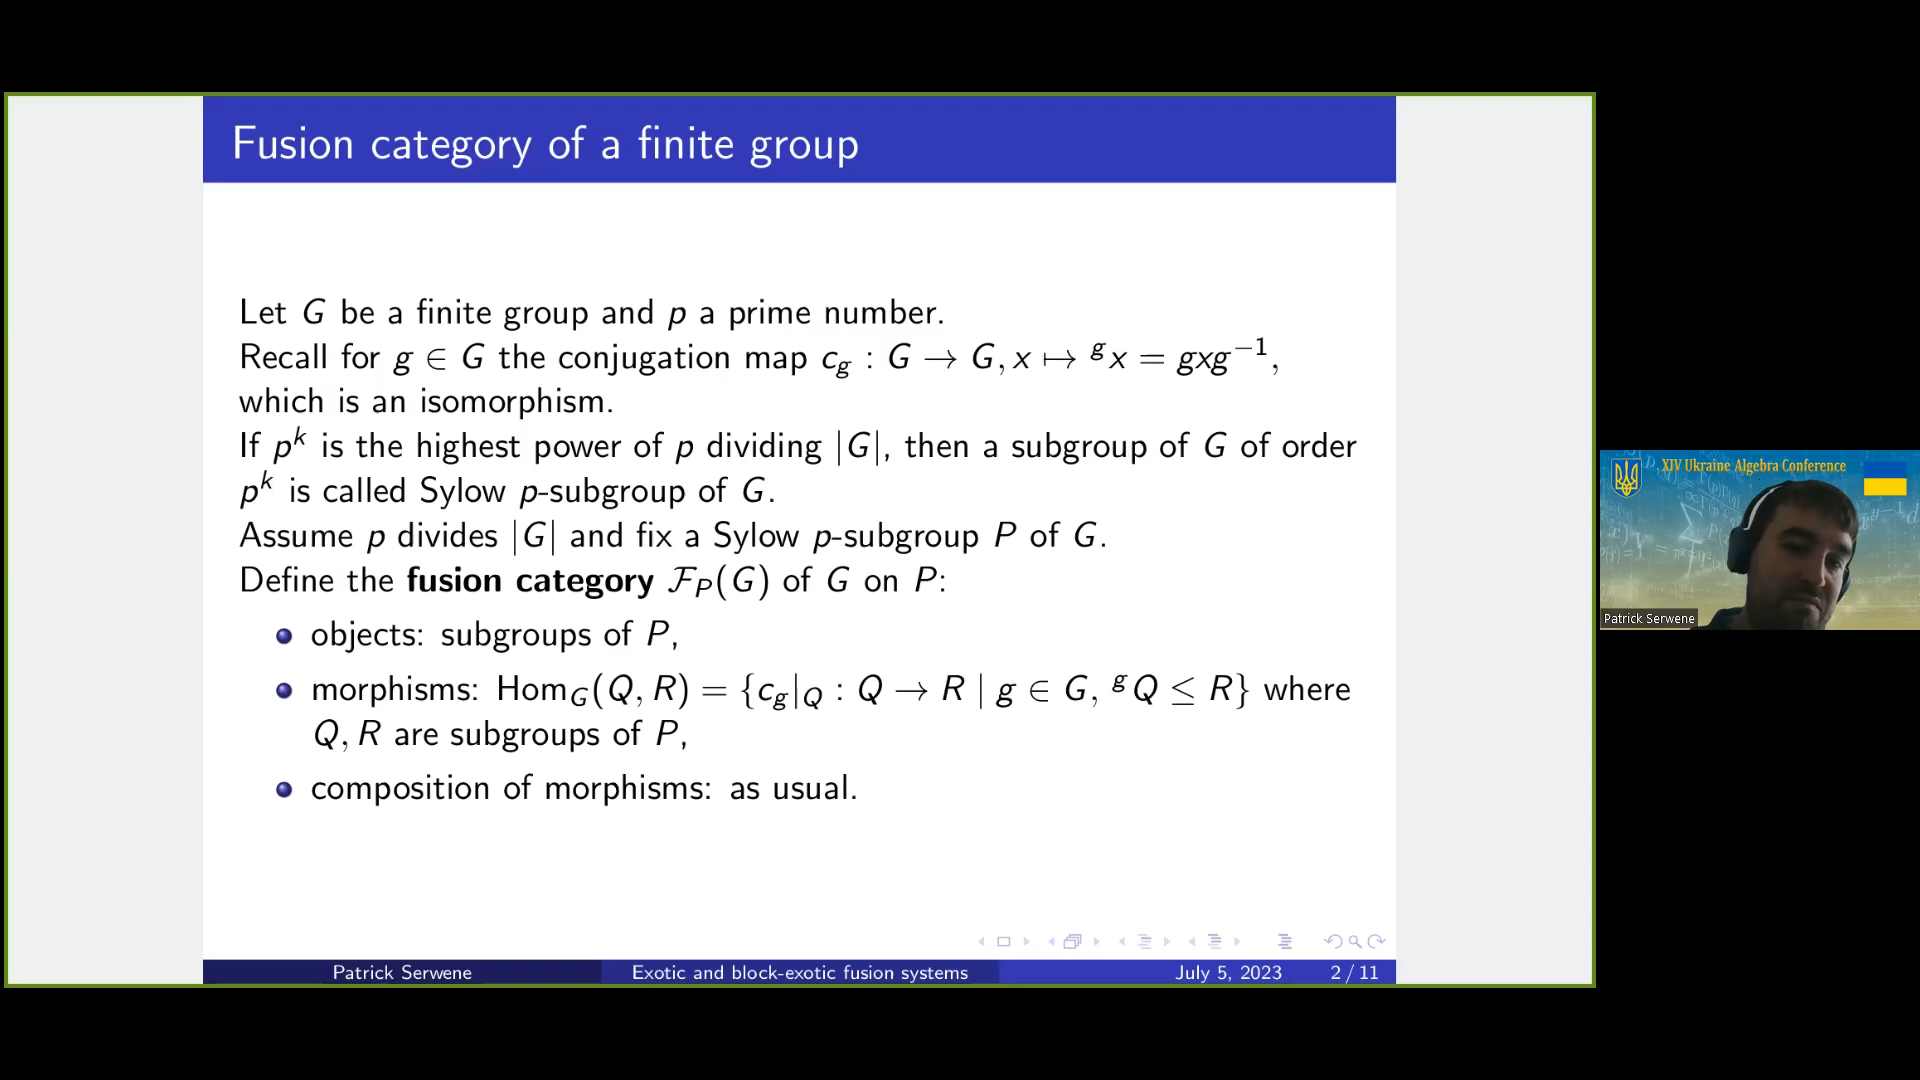 Fusion category of a finite group
Let G be a finite group and p a prime number.
Recall for g ∈ G the conjugation map c_g : G → G, x ↦ ^g x = gxg^{−1},
which is an isomorphism.
If p^k is the highest power of p dividing |G|, then a subgroup of G of order
p^k is called Sylow p-subgroup of G.
Assume p divides |G| and fix a Sylow p-subgroup P of G.
Define the fusion category ℱ_P(G) of G on P:
objects: subgroups of P,
morphisms: Hom_G(Q, R) = {c_g|_Q : Q → R | g ∈ G, ^g Q ≤ R} where
Q, R are subgroups of P,
composition of morphisms: as usual.
Patrick Serwene Exotic and block-exotic fusion systems July 5, 2023 2 / 11
XIV Ukraine Algebra Conference
Patrick Serwene